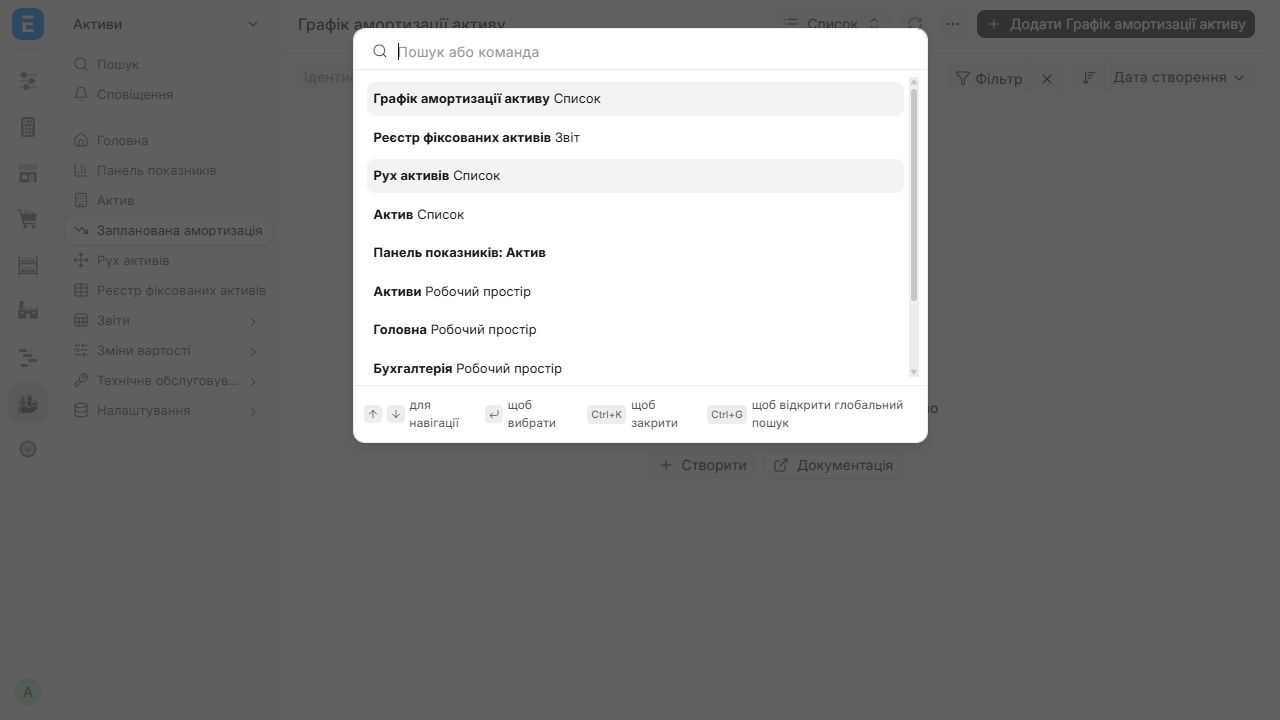 Активи
Пошук
Сповіщення
Головна
Панель показників
Актив
Запланована амортизація
Рух активів
Реєстр фіксованих активів
Звіти
Зміни вартості
Технічне обслуговув...
Налаштування
A
Графік амортизації активу
Список
Додати Графік амортизації активу
Ідентис
Фільтр
Дата створення
Пошук або команда
Графік амортизації активу Список
Реєстр фіксованих активів Звіт
Рух активів Список
Актив Список
Панель показників: Актив
Активи Робочий простір
Головна Робочий простір
Бухгалтерія Робочий простір
для навігації
щоб вибрати
Ctrl+K щоб закрити
Ctrl+G щоб відкрити глобальний пошук
Створити
Документація